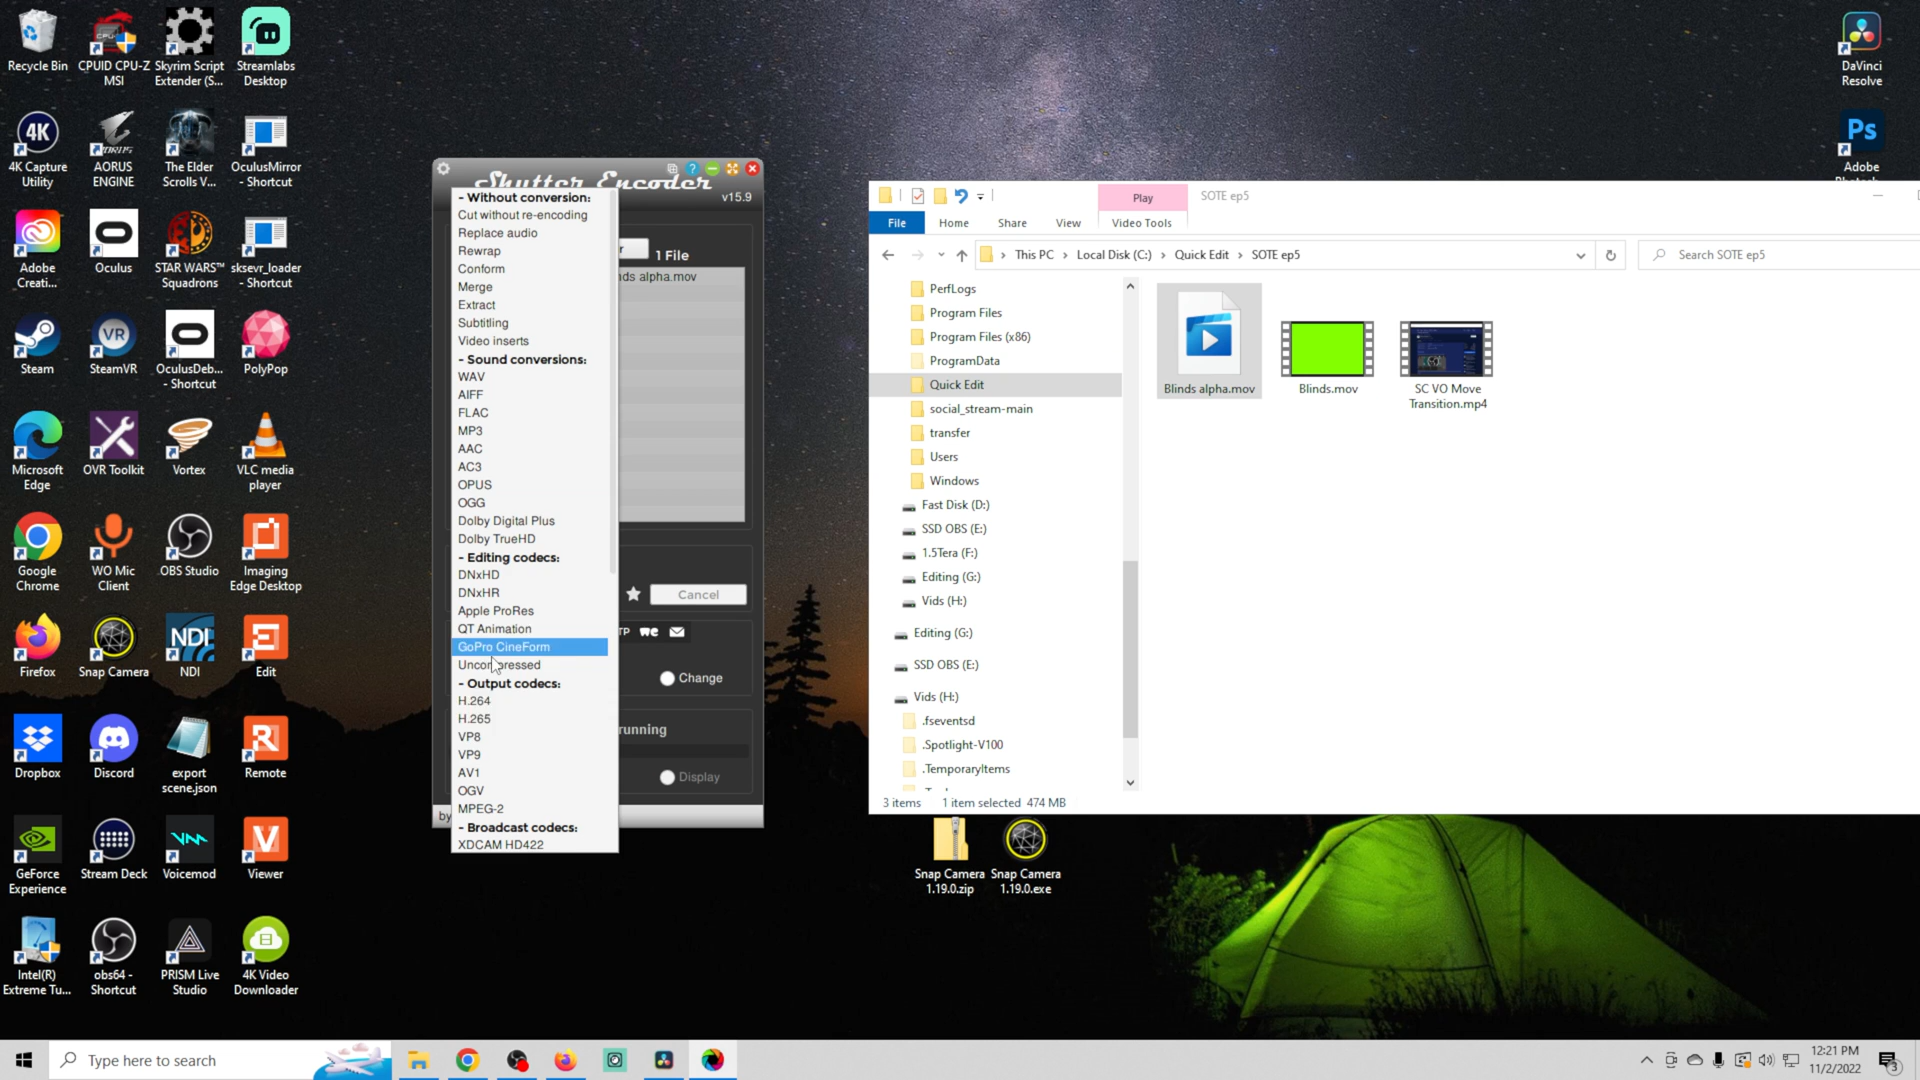 Recycle Bin
CPUID CPU-Z
MSI
Skyrim Script
Extender (S...
Streamlabs
Desktop
4K
4K Capture
Utility
AORUS
ENGINE
The Elder
Scrolls V...
OculusMirror
- Shortcut
Adobe
Creati...
Oculus
STAR WARS™
Squadrons
sksevr_loader
- Shortcut
Steam
VR
SteamVR
OculusDeb...
- Shortcut
PolyPop
Microsoft
Edge
OVR Toolkit
Vortex
VLC media
player
Google
Chrome
WO Mic
Client
OBS Studio
Imaging
Edge Desktop
Firefox
Snap Camera
NDI
NDI
E
Edit
Dropbox
Discord
export
scene.json
R
Remote
GeForce
Experience
Stream Deck
Voicemod
V
Viewer
Intel(R)
Extreme Tu...
obs64 -
Shortcut
PRISM Live
Studio
4K Video
Downloader
DaVinci
Resolve
Ps
Adobe
Shutter Encoder
v15.9
1 File
nds alpha.mov
- Without conversion:
Cut without re-encoding
Replace audio
Rewrap
Conform
Merge
Extract
Subtitling
Video inserts
- Sound conversions:
WAV
AIFF
FLAC
MP3
AAC
AC3
OPUS
OGG
Dolby Digital Plus
Dolby TrueHD
- Editing codecs:
DNxHD
DNxHR
Apple ProRes
QT Animation
GoPro CineForm
Uncompressed
- Output codecs:
H.264
H.265
VP8
VP9
AV1
OGV
MPEG-2
- Broadcast codecs:
XDCAM HD422
Cancel
TP we
Change
running
Display
by
Play
SOTE ep5
File
Home
Share
View
Video Tools
This PC > Local Disk (C:) > Quick Edit > SOTE ep5
Search SOTE ep5
PerfLogs
Program Files
Program Files (x86)
ProgramData
Quick Edit
social_stream-main
transfer
Users
Windows
Fast Disk (D:)
SSD OBS (E:)
1.5Tera (F:)
Editing (G:)
Vids (H:)
Editing (G:)
SSD OBS (E:)
Vids (H:)
.fseventsd
.Spotlight-V100
.TemporaryItems
Blinds alpha.mov
Blinds.mov
SC VO Move
Transition.mp4
3 items
1 item selected 474 MB
Snap Camera
1.19.0.zip
Snap Camera
1.19.0.exe
Type here to search
12:21 PM
11/2/2022
3